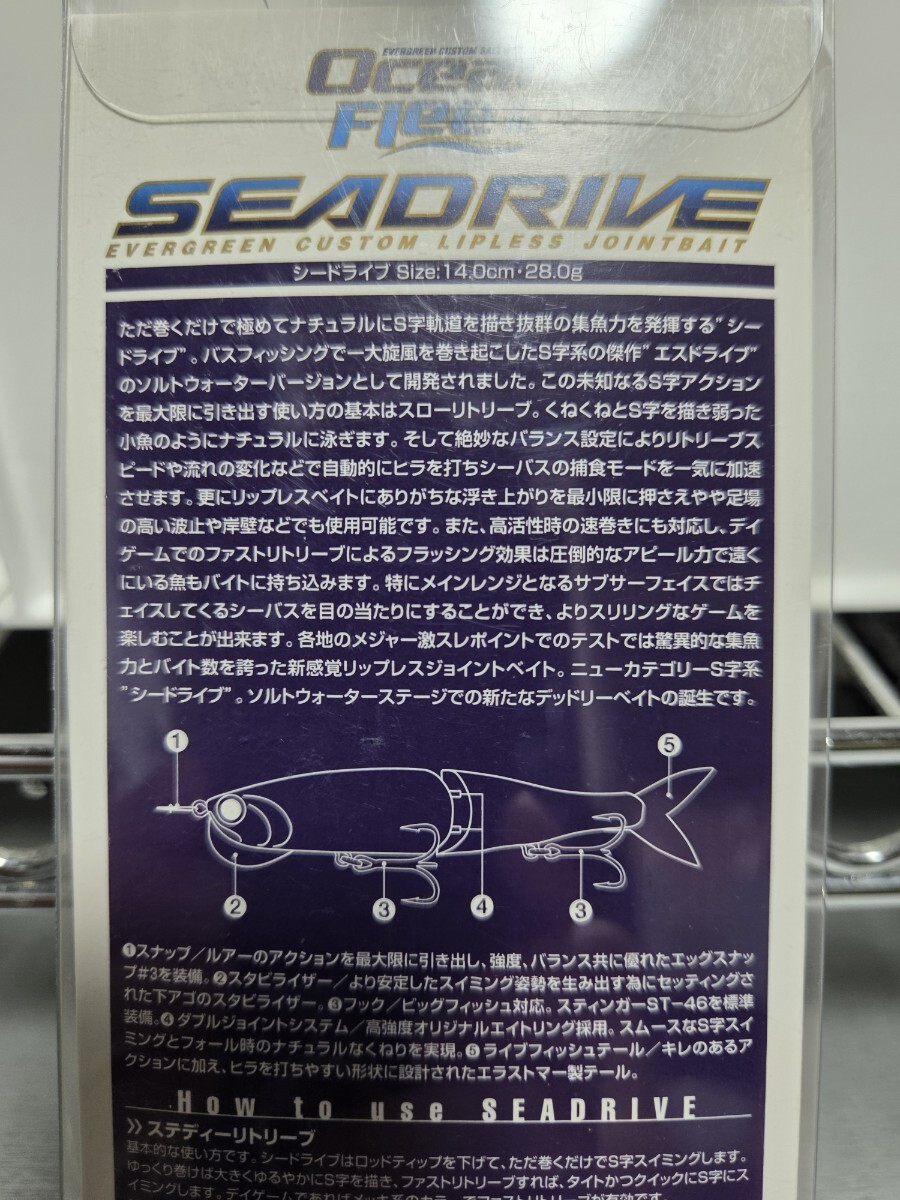 EVERGREEN CUSTOM SALT
Ocea
Flee
SEADRIVE
EVERGREEN CUSTOM LIPLESS JOINTBAIT
シードライブ Size:14.0cm・28.0g
ただ巻くだけで極めてナチュラルにS字軌道を描き抜群の集魚力を発揮する"シー
ドライブ"。バスフィッシングで一大旋風を巻き起こしたS字系の傑作"エスドライブ"
のソルトウォーターバージョンとして開発されました。この未知なるS字アクション
を最大限に引き出す使い方の基本はスローリトリーブ。くねくねとS字を描き弱った
小魚のようにナチュラルに泳ぎます。そして絶妙なバランス設定によりリトリーブス
ピードや流れの変化などで自動的にヒラを打ちシーバスの捕食モードを一気に加速
させます。更にリップレスベイトにありがちな浮き上がりを最小限に押さえやや足場
の高い波止や岸壁などでも使用可能です。また、高活性時の速巻きにも対応し、デイ
ゲームでのファストリトリーブによるフラッシング効果は圧倒的なアピール力で遠く
にいる魚もバイトに持ち込みます。特にメインレンジとなるサブサーフェイスではチ
ェイスしてくるシーバスを目の当たりにすることができ、よりスリリングなゲームを
楽しむことが出来ます。各地のメジャー激スレポイントでのテストでは驚異的な集魚
力とバイト数を誇った新感覚リップレスジョイントベイト。ニューカテゴリーS字系
"シードライブ"。ソルトウォーターステージでの新たなデッドリーベイトの誕生です。
1
5
2
3
4
3
❶スナップ／ルアーのアクションを最大限に引き出し、強度、バランス共に優れたエッグスナッ
プ#3を装備。❷スタビライザー／より安定したスイミング姿勢を生み出す為にセッティングさ
れた下アゴのスタビライザー。❸フック／ビッグフィッシュ対応。スティンガーST-46を標準
装備。❹ダブルジョイントシステム／高強度オリジナルエイトリング採用。スムースなS字スイ
ミングとフォール時のナチュラルなくねりを実現。❺ライブフィッシュテール／キレのあるア
クションに加え、ヒラを打ちやすい形状に設計されたエラストマー製テール。
How to use SEADRIVE
》ステディーリトリーブ
基本的な使い方です。シードライブはロッドティップを下げて、ただ巻くだけでS字スイミングします。
ゆっくり巻けば大きくゆるやかにS字を描き、ファストリトリーブすれば、タイトかつクイックにS字にス
イミングします。デイゲームであればメッキ系のカラーでファストリトリーブが有効です。